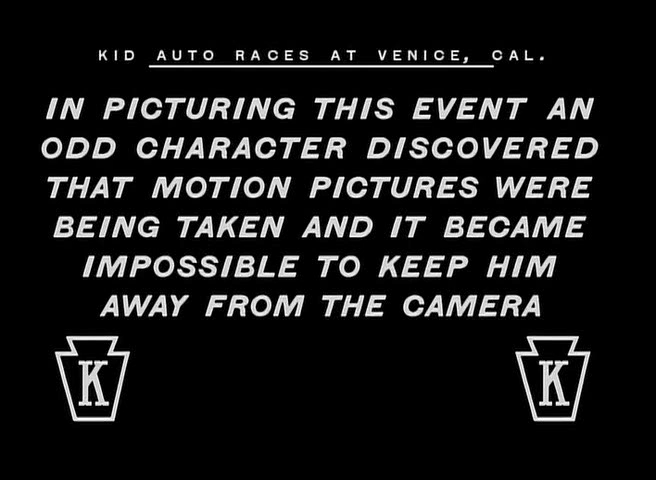 KID AUTO RACES AT VENICE, CAL.
IN PICTURING THIS EVENT AN
ODD CHARACTER DISCOVERED
THAT MOTION PICTURES WERE
BEING TAKEN AND IT BECAME
IMPOSSIBLE TO KEEP HIM
AWAY FROM THE CAMERA
K K